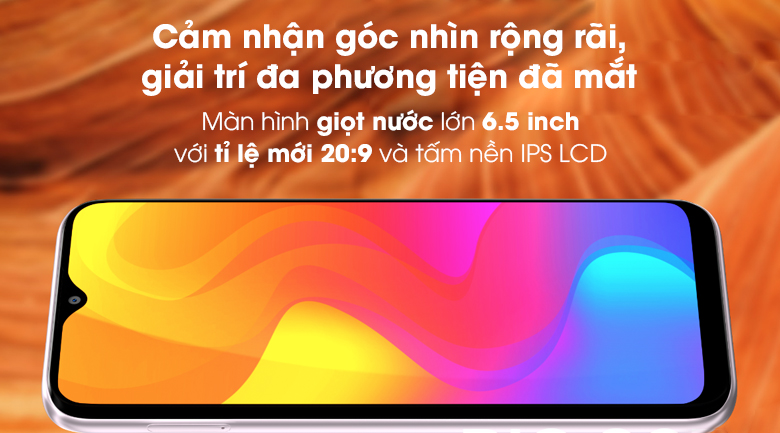 Cảm nhận góc nhìn rộng rãi,
giải trí đa phương tiện đã mắt
Màn hình giọt nước lớn 6.5 inch
với tỉ lệ mới 20:9 và tấm nền IPS LCD